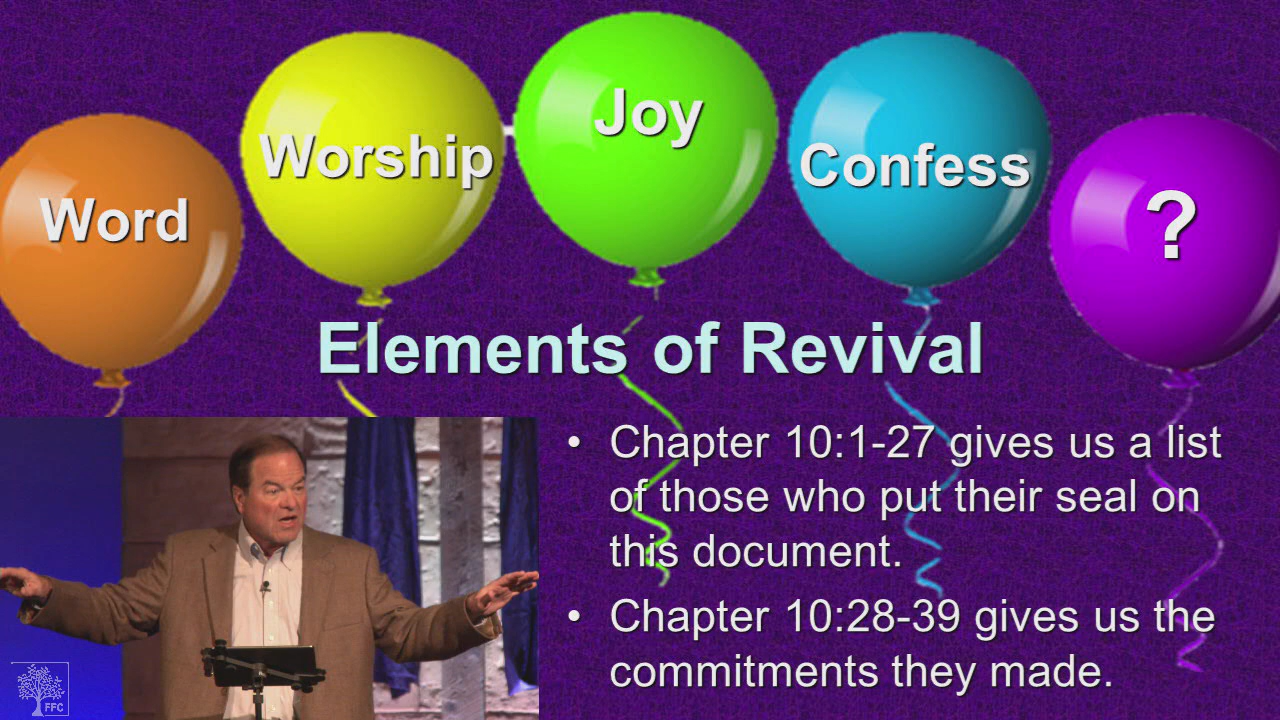 Word
Worship
Joy
Confess
?
Elements of Revival
• Chapter 10:1-27 gives us a list
of those who put their seal on
this document.
• Chapter 10:28-39 gives us the
commitments they made.
FFC